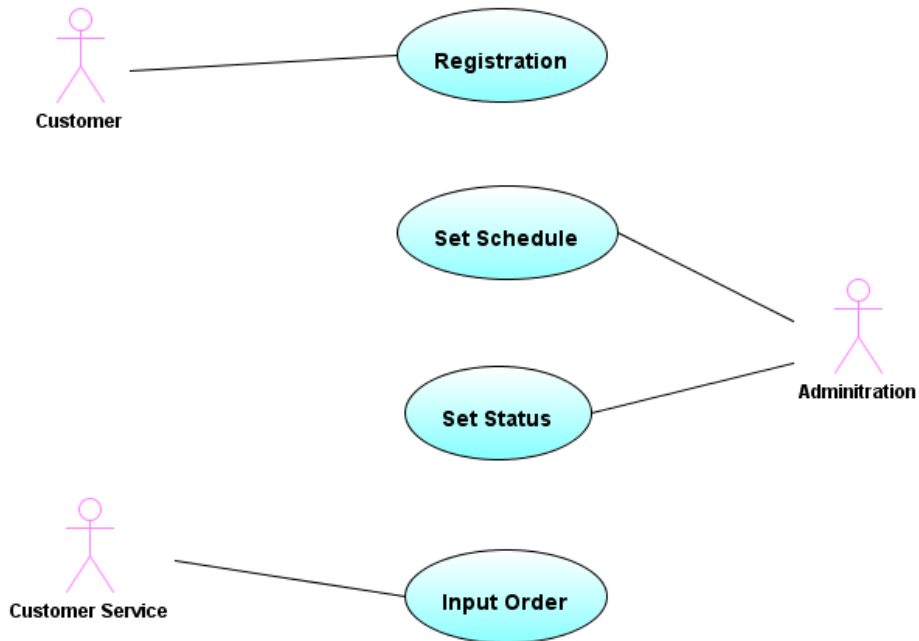 Registration
Customer
Set Schedule
Adminitration
Set Status
Input Order
Customer Service